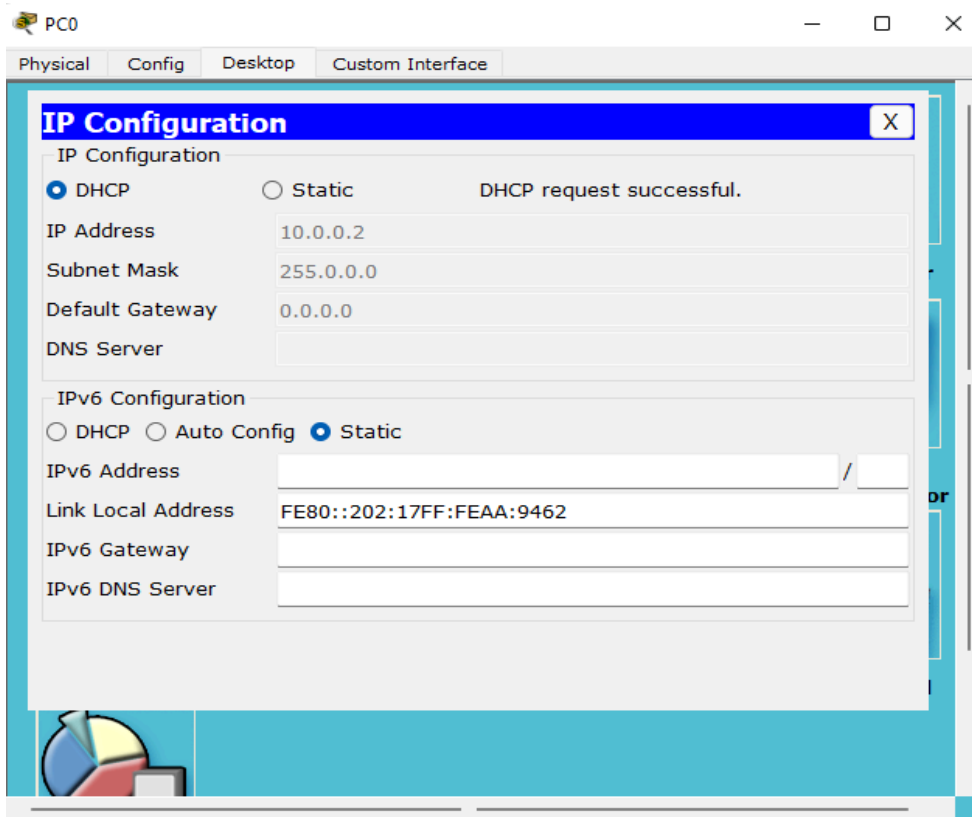 PC0
Physical Config Desktop Custom Interface
IP Configuration X
IP Configuration
DHCP Static DHCP request successful.
IP Address 10.0.0.2
Subnet Mask 255.0.0.0
Default Gateway 0.0.0.0
DNS Server
IPv6 Configuration
DHCP Auto Config Static
IPv6 Address /
Link Local Address FE80::202:17FF:FEAA:9462
IPv6 Gateway
IPv6 DNS Server
or